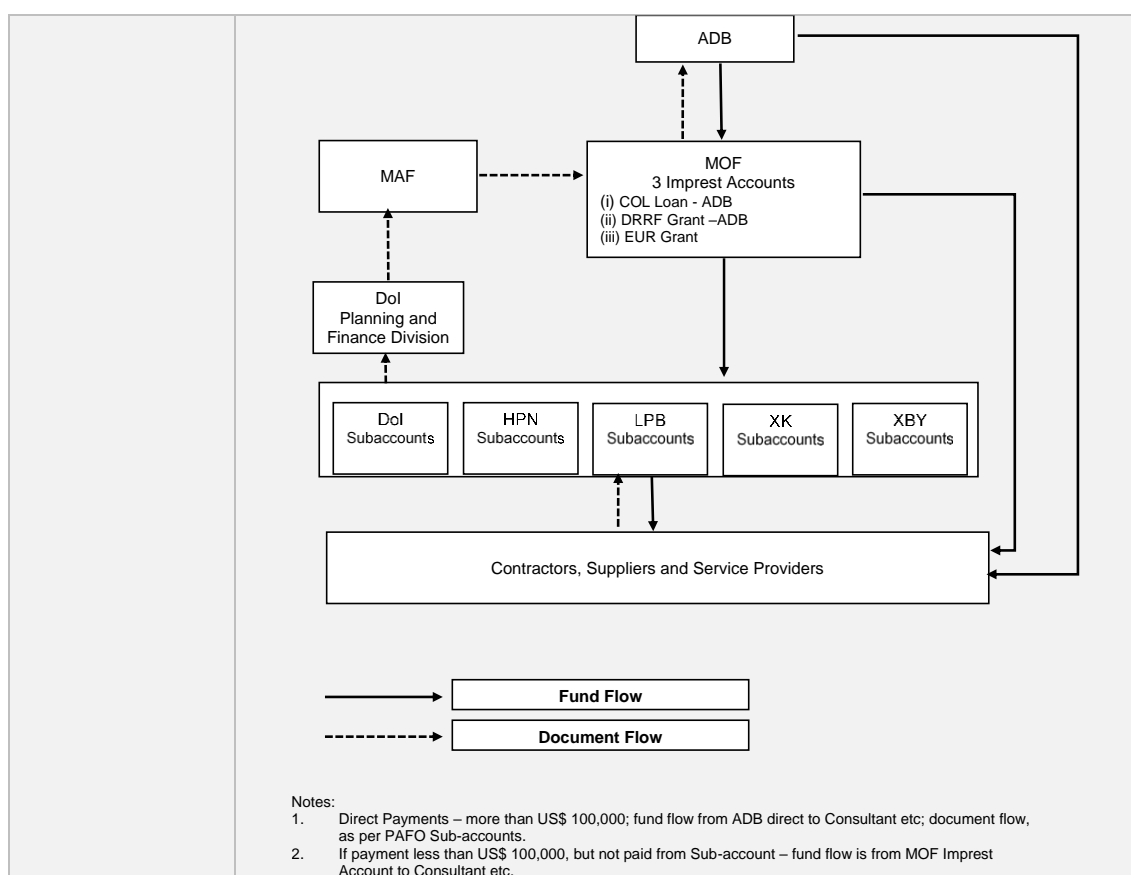 ADB
MAF
MOF
3 Imprest Accounts
(i) COL Loan - ADB
(ii) DRRF Grant –ADB
(iii) EUR Grant
DoI
Planning and
Finance Division
DoI
Subaccounts
HPN
Subaccounts
LPB
Subaccounts
XK
Subaccounts
XBY
Subaccounts
Contractors, Suppliers and Service Providers
Fund Flow
Document Flow
Notes:
1. Direct Payments – more than US$ 100,000; fund flow from ADB direct to Consultant etc; document flow,
as per PAFO Sub-accounts.
2. If payment less than US$ 100,000, but not paid from Sub-account – fund flow is from MOF Imprest
Account to Consultant etc.